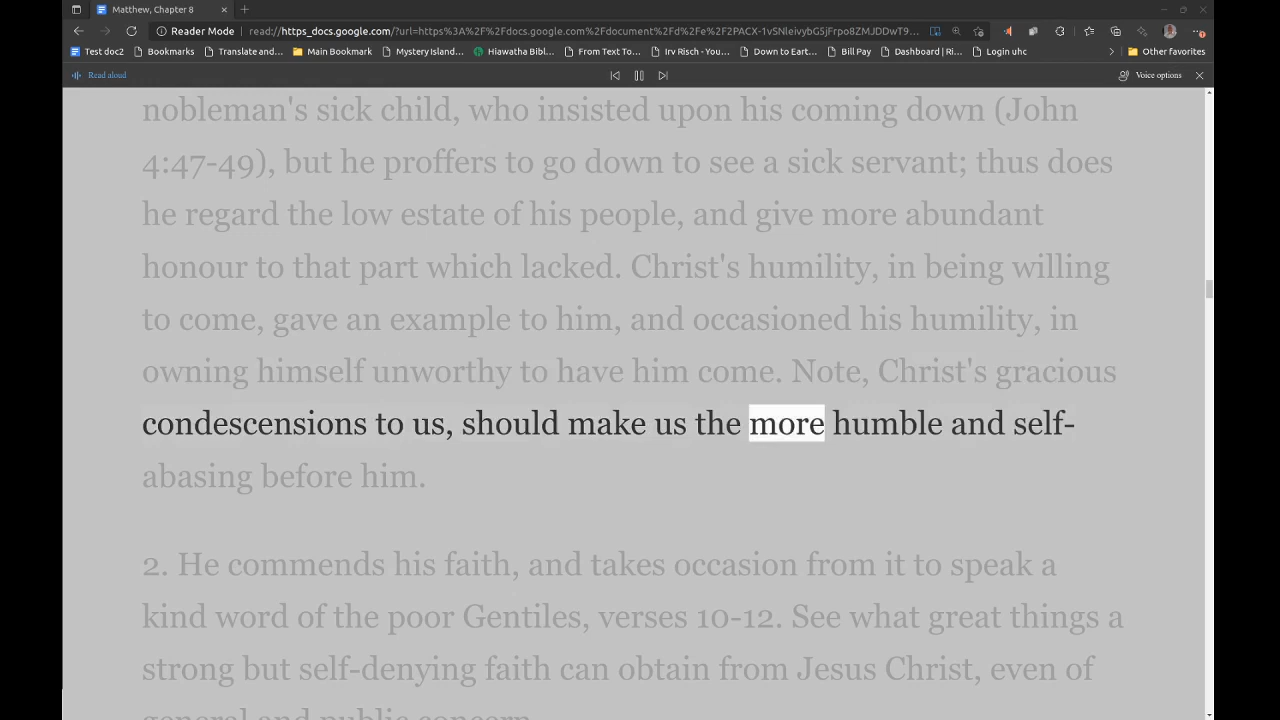 Matthew, Chapter 8
Reader Mode
read://https_docs.google.com/?url=https%3A%2F%2Fdocs.google.com%2Fdocument%2Fd%2Fe%2F2PACX-1vSNleivybG5jFrpo8ZMJDDwT9...
Test doc2 Bookmarks Translate and... Main Bookmark Mystery Island... Hiawatha Bibl... From Text To... Irv Risch - You... Down to Eart... Bill Pay Dashboard | Ri... Login uhc Other favorites
Read aloud Voice options
nobleman's sick child, who insisted upon his coming down (John
4:47-49), but he proffers to go down to see a sick servant; thus does
he regard the low estate of his people, and give more abundant
honour to that part which lacked. Christ's humility, in being willing
to come, gave an example to him, and occasioned his humility, in
owning himself unworthy to have him come. Note, Christ's gracious
condescensions to us, should make us the more humble and self-
abasing before him.
2. He commends his faith, and takes occasion from it to speak a
kind word of the poor Gentiles, verses 10-12. See what great things a
strong but self-denying faith can obtain from Jesus Christ, even of
general and public concern.